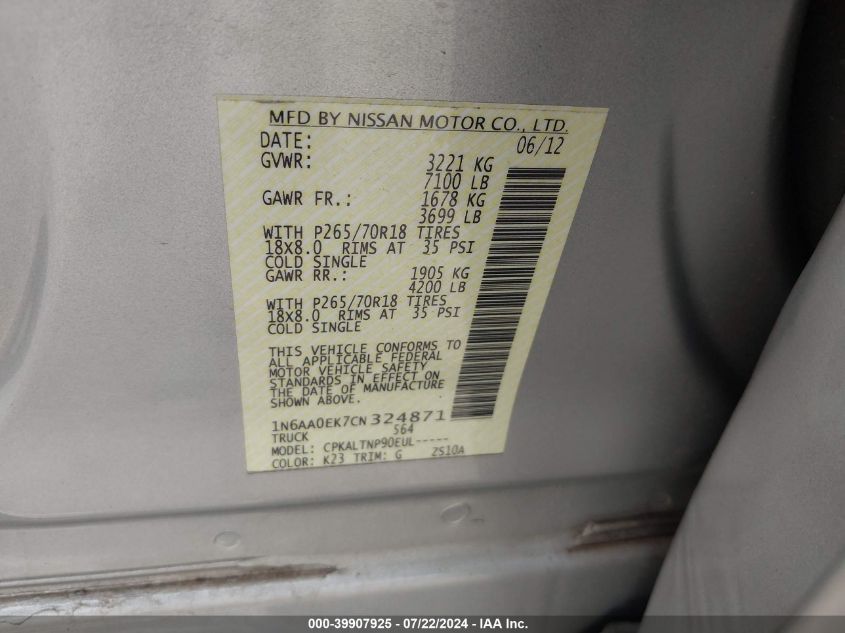 MFD BY NISSAN MOTOR CO., LTD.
DATE: 06/12
GVWR: 3221 KG
7100 LB
GAWR FR.: 1678 KG
3699 LB
WITH P265/70R18 TIRES
18X8.0 RIMS AT 35 PSI
COLD SINGLE
GAWR RR.: 1905 KG
4200 LB
WITH P265/70R18 TIRES
18X8.0 RIMS AT 35 PSI
COLD SINGLE
THIS VEHICLE CONFORMS TO
ALL APPLICABLE FEDERAL
MOTOR VEHICLE SAFETY
STANDARDS IN EFFECT ON
THE DATE OF MANUFACTURE
SHOWN ABOVE.
1N6AA0EK7CN324871
TRUCK 564
MODEL: CPKALTNP90EUL-----
COLOR: K23 TRIM: G ZS10A
000-39907925 - 07/22/2024 - IAA Inc.